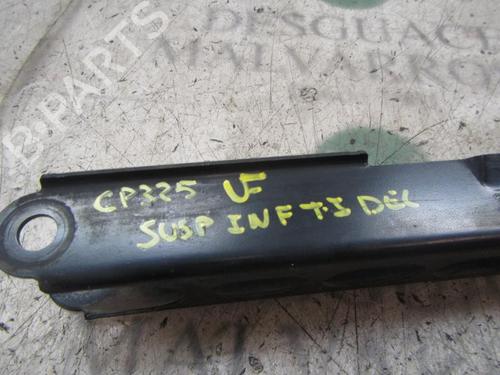 B-PARTS
DESGUACE
CP325 UF
SUSP INF T.I DEL